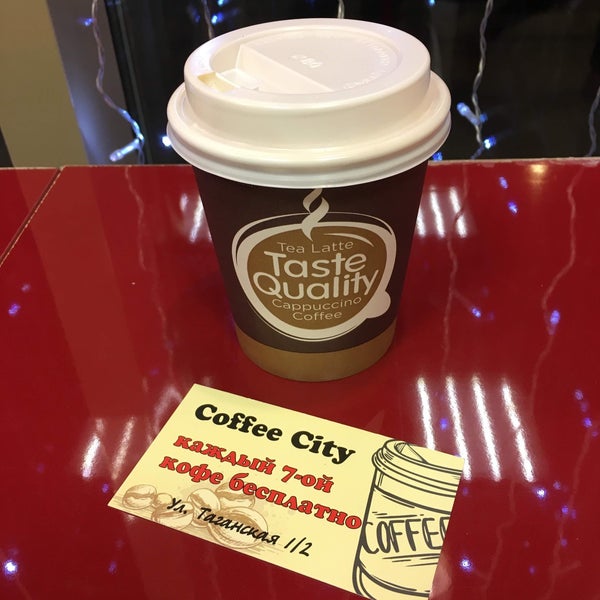 Tea Latte
Taste
Quality
Cappuccino
Coffee
Coffee City
каждый 7-ой
кофе бесплатно
Ул. Таганская 1/2
COFFEE